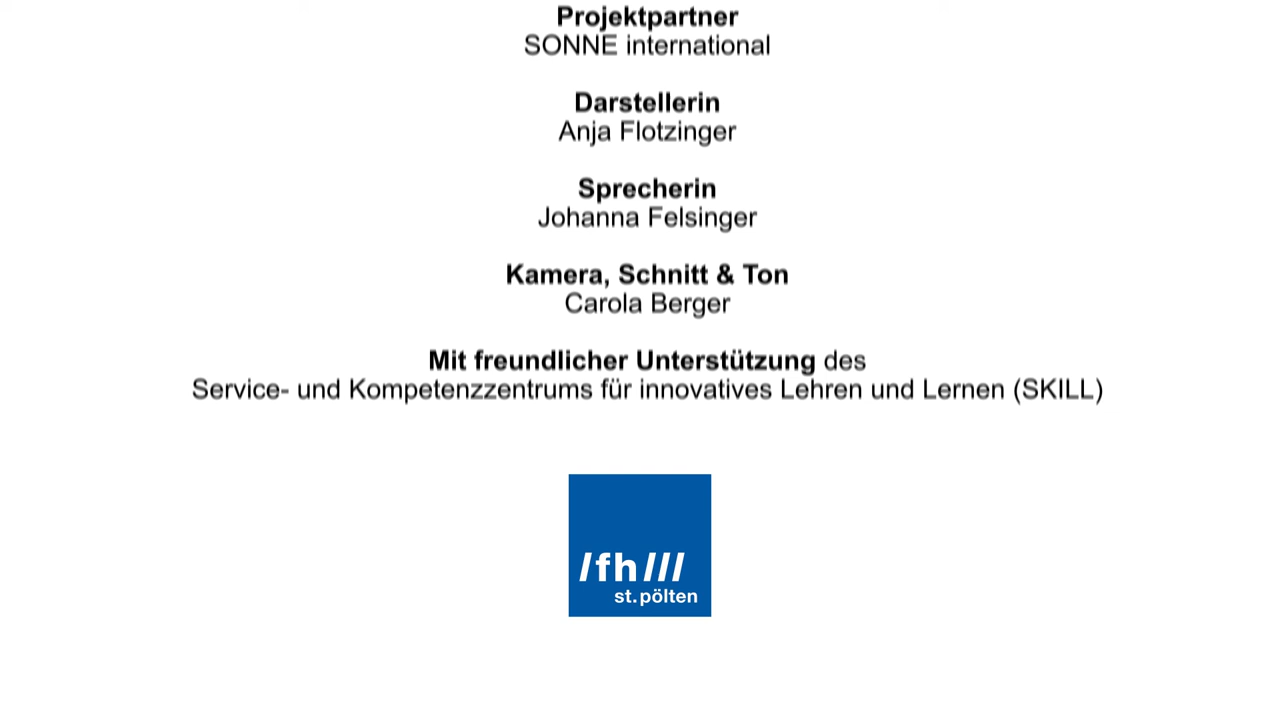 Projektpartner
SONNE international
Darstellerin
Anja Flotzinger
Sprecherin
Johanna Felsinger
Kamera, Schnitt & Ton
Carola Berger
Mit freundlicher Unterstützung des
Service- und Kompetenzzentrums für innovatives Lehren und Lernen (SKILL)
/fh///
st.pölten